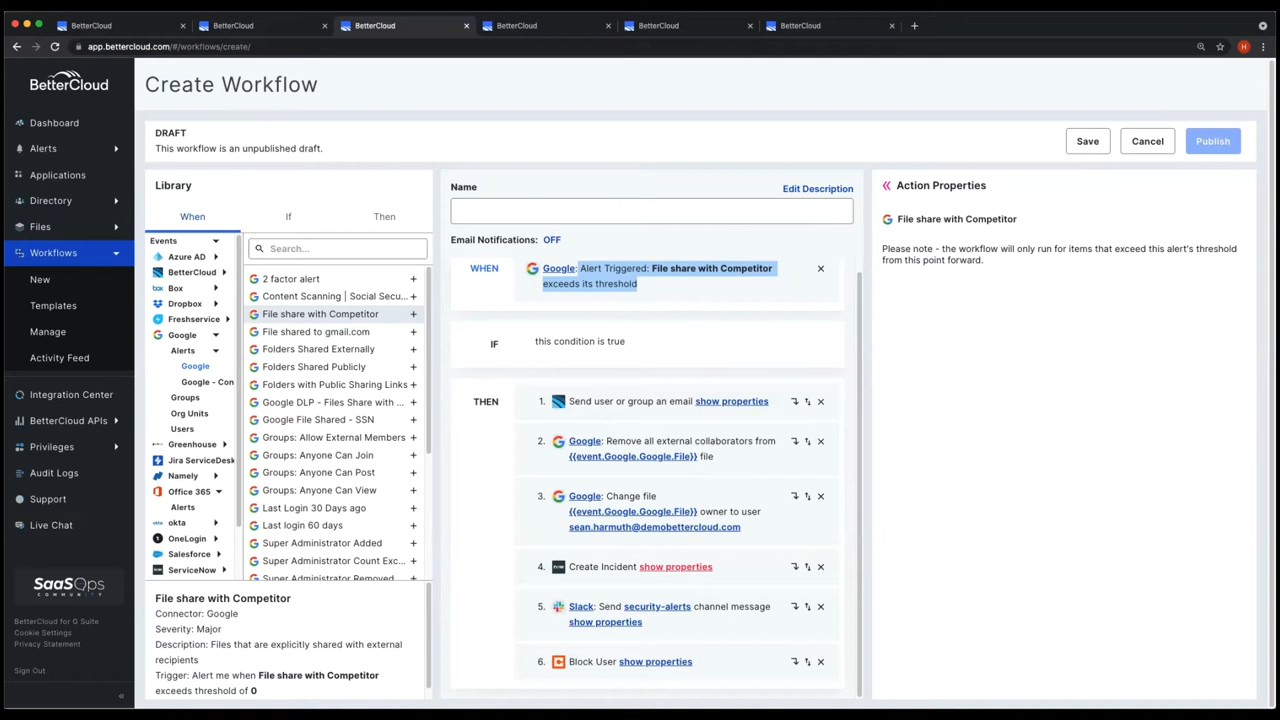 BetterCloud
BetterCloud
BetterCloud
BetterCloud
BetterCloud
BetterCloud
app.bettercloud.com/#/workflows/create/
H
BetterCloud
Dashboard
Alerts
Applications
Directory
Files
Workflows
New
Templates
Manage
Activity Feed
Integration Center
BetterCloud APIs
Privileges
Audit Logs
Support
Live Chat
SaaSOps
COMMUNITY
BetterCloud for G Suite
Cookie Settings
Privacy Statement
Sign Out
Create Workflow
DRAFT
This workflow is an unpublished draft.
Save
Cancel
Publish
Library
When
If
Then
Events
Azure AD
BetterCloud
Box
Dropbox
Freshservice
Google
Alerts
Google
Google - Con
Groups
Org Units
Users
Greenhouse
Jira ServiceDesk
Namely
Office 365
Alerts
okta
OneLogin
Salesforce
ServiceNow
Search...
2 factor alert
Content Scanning | Social Secu...
File share with Competitor
File shared to gmail.com
Folders Shared Externally
Folders Shared Publicly
Folders with Public Sharing Links
Google DLP - Files Share with ...
Google File Shared - SSN
Groups: Allow External Members
Groups: Anyone Can Join
Groups: Anyone Can Post
Groups: Anyone Can View
Last Login 30 Days ago
Last login 60 days
Super Administrator Added
Super Administrator Count Exc...
Super Administrator Removed
File share with Competitor
Connector: Google
Severity: Major
Description: Files that are explicitly shared with external
recipients
Trigger: Alert me when File share with Competitor
exceeds threshold of 0
Name
Edit Description
Email Notifications: OFF
WHEN
Google: Alert Triggered: File share with Competitor
exceeds its threshold
IF
this condition is true
THEN
1. Send user or group an email show properties
2. Google: Remove all external collaborators from
{{event.Google.Google.File}} file
3. Google: Change file
{{event.Google.Google.File}} owner to user
sean.harmuth@demobettercloud.com
4. Create Incident show properties
5. Slack: Send security-alerts channel message
show properties
6. Block User show properties
Action Properties
File share with Competitor
Please note - the workflow will only run for items that exceed this alert's threshold
from this point forward.